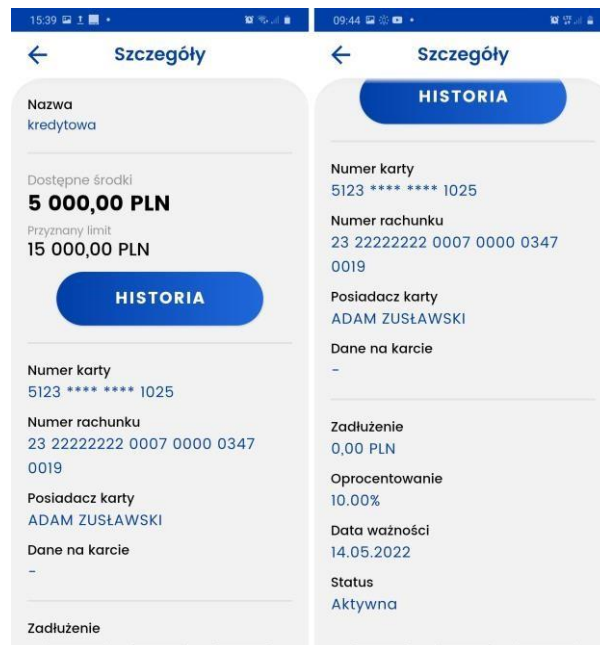 15:39
Szczegóły
Nazwa
kredytowa
Dostępne środki
5 000,00 PLN
Przyznany limit
15 000,00 PLN
HISTORIA
Numer karty
5123 **** **** 1025
Numer rachunku
23 22222222 0007 0000 0347
0019
Posiadacz karty
ADAM ZUSŁAWSKI
Dane na karcie
-
Zadłużenie
09:44
Szczegóły
HISTORIA
Numer karty
5123 **** **** 1025
Numer rachunku
23 22222222 0007 0000 0347
0019
Posiadacz karty
ADAM ZUSŁAWSKI
Dane na karcie
-
Zadłużenie
0,00 PLN
Oprocentowanie
10.00%
Data ważności
14.05.2022
Status
Aktywna